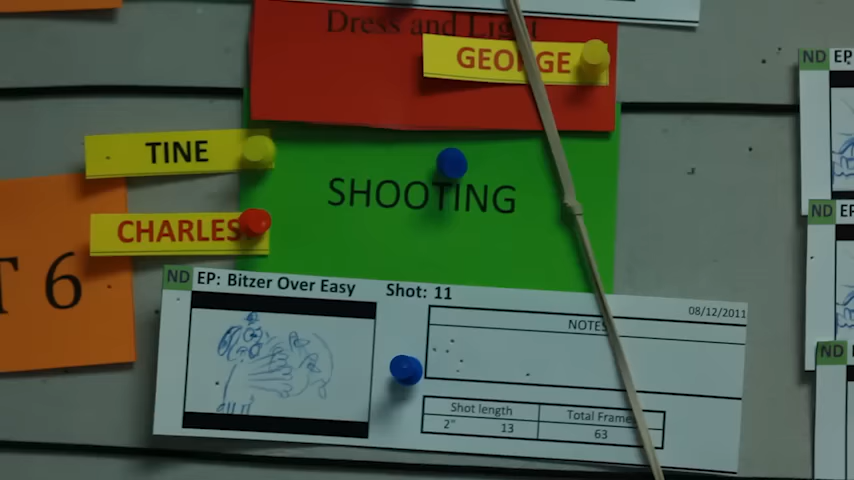 Dress and Light
GEORGE
ND EP
TINE
SHOOTING
CHARLES
T 6
ND EP: Bitzer Over Easy Shot: 11
08/12/2011
NOTES
Shot length Total Frames
2" 13 63
ND EP
ND